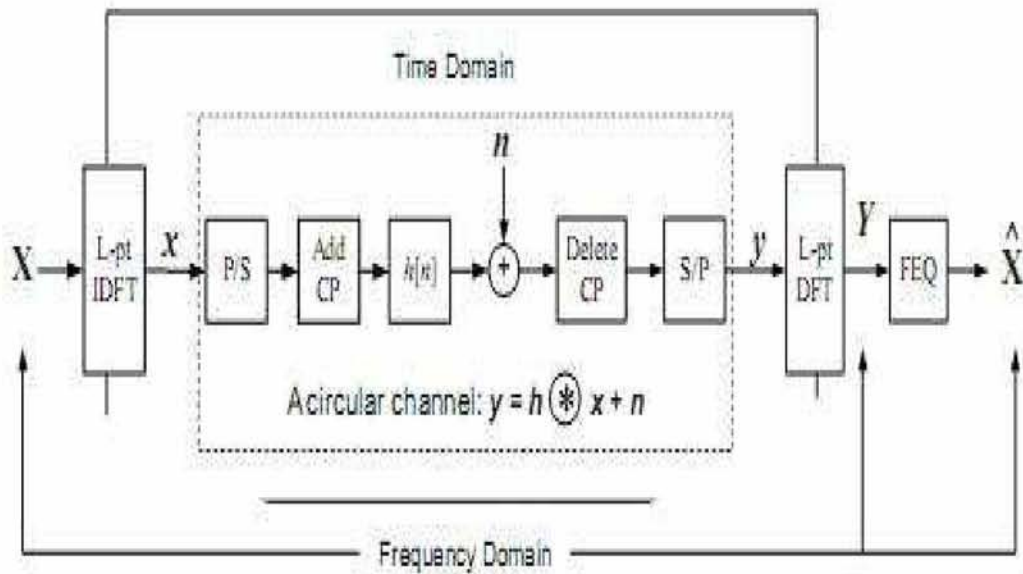 Time Domain
n
X
L-pt
IDFT
x
P/S
Add
CP
h[n]
+
Delete
CP
S/P
y
L-pt
DFT
Y
FEQ
X̂
A circular channel: y = h ⊛ x + n
Frequency Domain